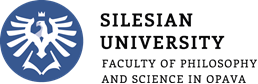 SILESIAN
UNIVERSITY
FACULTY OF PHILOSOPHY
AND SCIENCE IN OPAVA